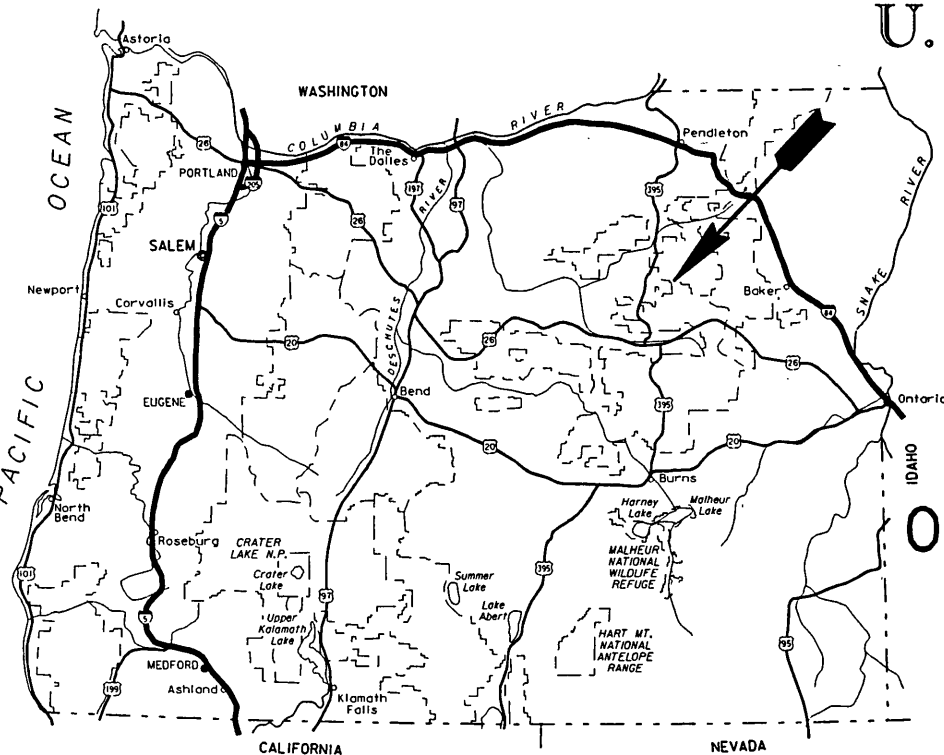 U.
Astoria
WASHINGTON
OCEAN
COLUMBIA
RIVER
84
Pendleton
26
The
Dalles
PORTLAND
205
197
RIVER
97
395
SNAKE RIVER
101
5
26
SALEM
Newport
Corvallis
Baker
84
DESCHUTES
20
26
26
PACIFIC
EUGENE
Bend
395
Ontario
20
20
IDAHO
Burns
North
Bend
Harney
Lake
Malheur
Lake
O
Roseburg
CRATER
LAKE N.P.
Crater
Lake
MALHEUR
NATIONAL
WILDLIFE
REFUGE
395
101
97
Summer
Lake
Lake
Abert
Upper
Kalamath
Lake
5
HART MT.
NATIONAL
ANTELOPE
RANGE
95
MEDFORD
199
Ashland
Klamath
Falls
CALIFORNIA
NEVADA